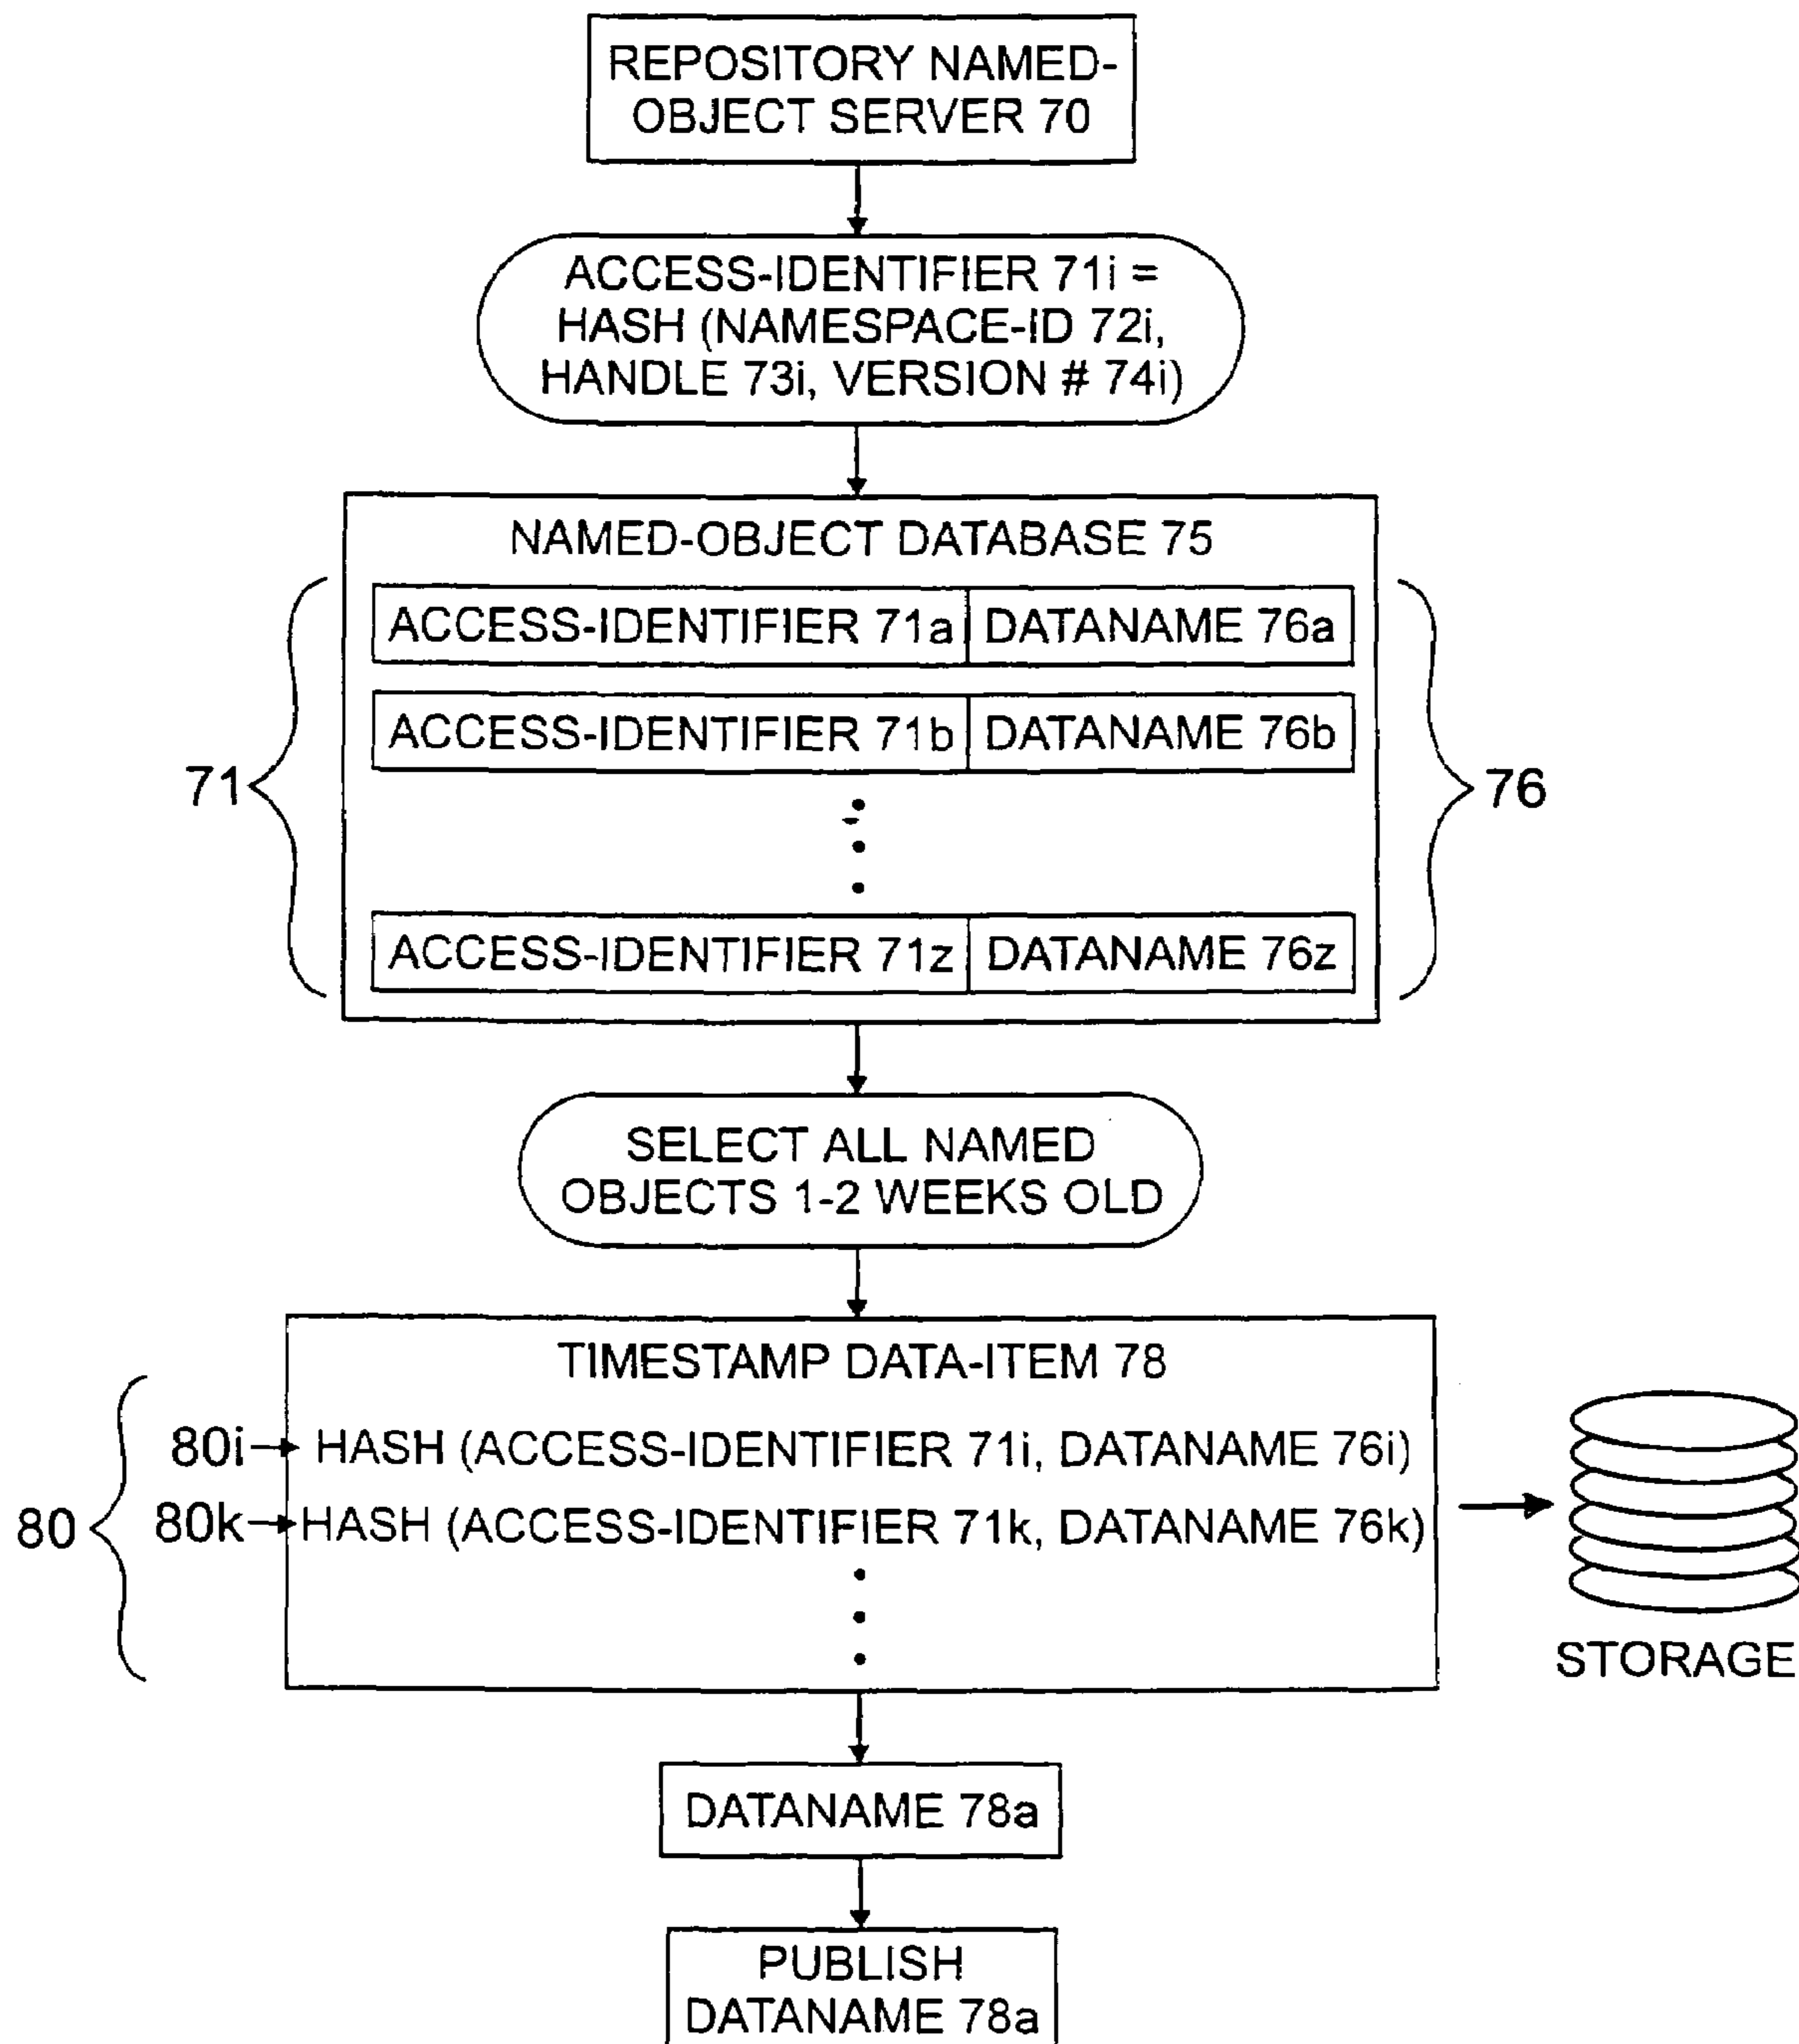 REPOSITORY NAMED-
OBJECT SERVER 70
ACCESS-IDENTIFIER 71i =
HASH (NAMESPACE-ID 72i,
HANDLE 73i, VERSION # 74i)
NAMED-OBJECT DATABASE 75
ACCESS-IDENTIFIER 71a DATANAME 76a
ACCESS-IDENTIFIER 71b DATANAME 76b
71
76
ACCESS-IDENTIFIER 71z DATANAME 76z
SELECT ALL NAMED
OBJECTS 1-2 WEEKS OLD
TIMESTAMP DATA-ITEM 78
80i HASH (ACCESS-IDENTIFIER 71i, DATANAME 76i)
80 80k HASH (ACCESS-IDENTIFIER 71k, DATANAME 76k)
STORAGE
DATANAME 78a
PUBLISH
DATANAME 78a